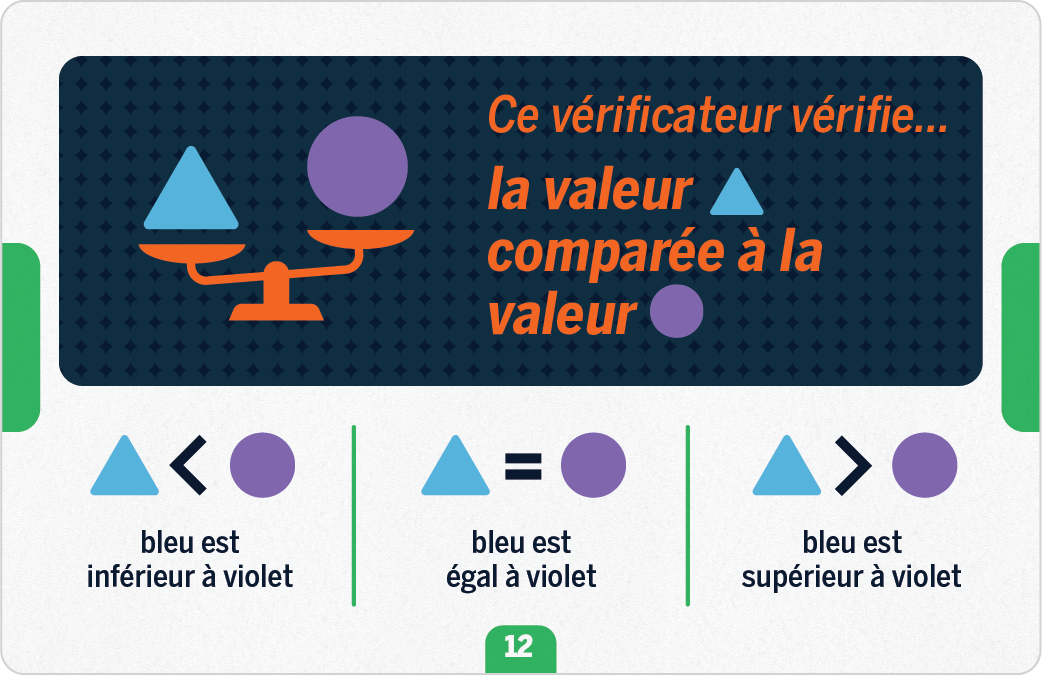 Ce vérificateur vérifie...
la valeur
comparée à la
valeur
<
bleu est
inférieur à violet
=
bleu est
égal à violet
>
bleu est
supérieur à violet
12